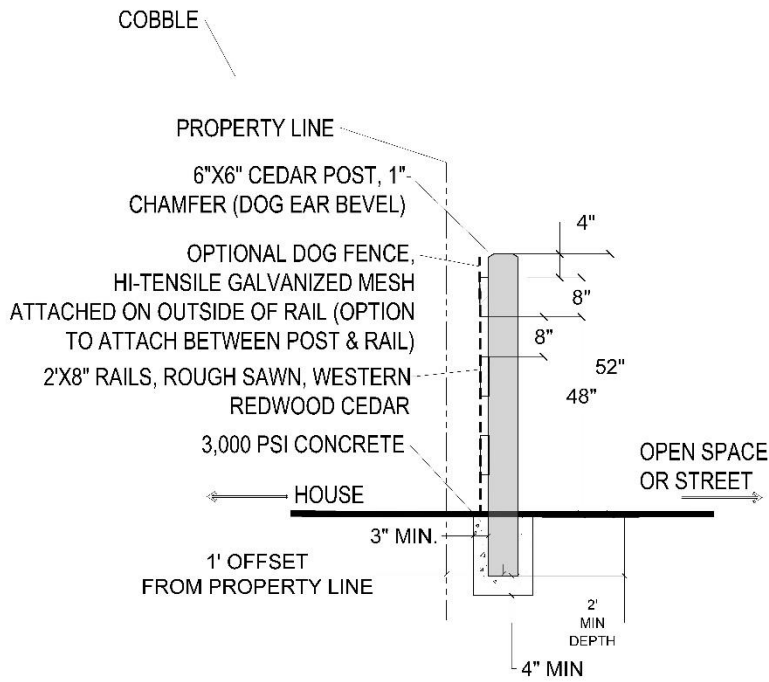 COBBLE
PROPERTY LINE
6"X6" CEDAR POST, 1"
CHAMFER (DOG EAR BEVEL)
4"
OPTIONAL DOG FENCE,
HI-TENSILE GALVANIZED MESH
ATTACHED ON OUTSIDE OF RAIL (OPTION
TO ATTACH BETWEEN POST & RAIL)
8"
8"
2'X8" RAILS, ROUGH SAWN, WESTERN
REDWOOD CEDAR
52"
48"
3,000 PSI CONCRETE
OPEN SPACE
OR STREET
HOUSE
3" MIN.
1' OFFSET
FROM PROPERTY LINE
2'
MIN
DEPTH
4" MIN